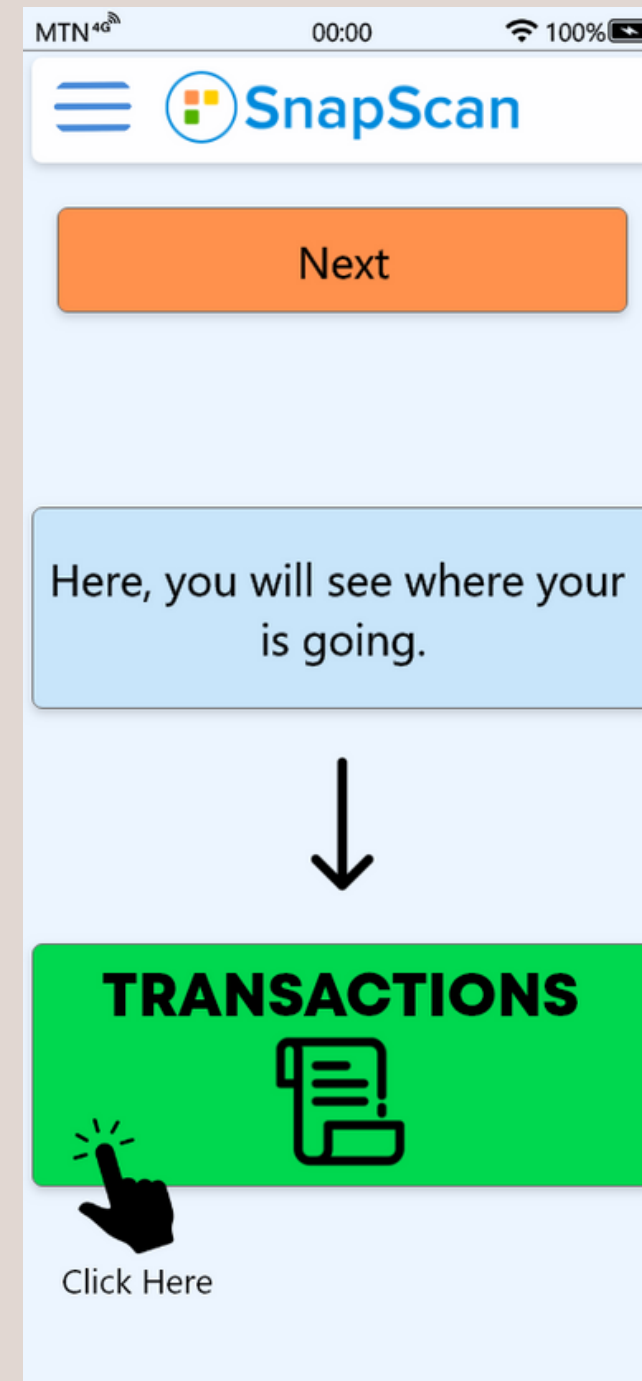 MTN 4G 00:00 100%
SnapScan
Next
Here, you will see where your
is going.
TRANSACTIONS
Click Here